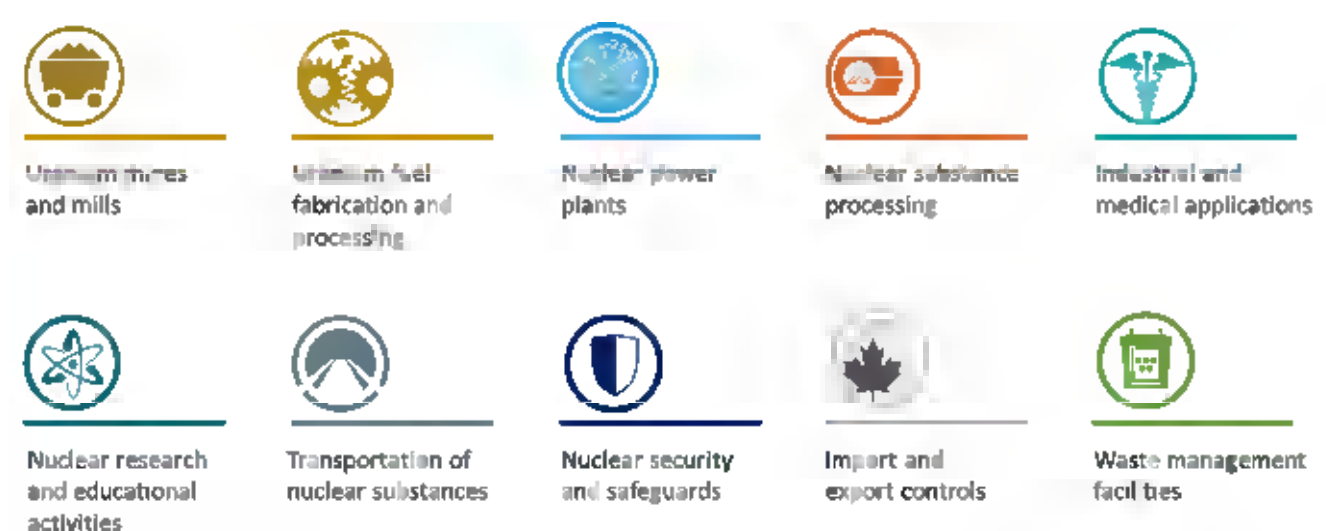 Uranium mines
and mills
Uranium fuel
fabrication and
processing
Nuclear power
plants
Nuclear substance
processing
Industrial and
medical applications
Nuclear research
and educational
activities
Transportation of
nuclear substances
Nuclear security
and safeguards
Import and
export controls
Waste management
facilities